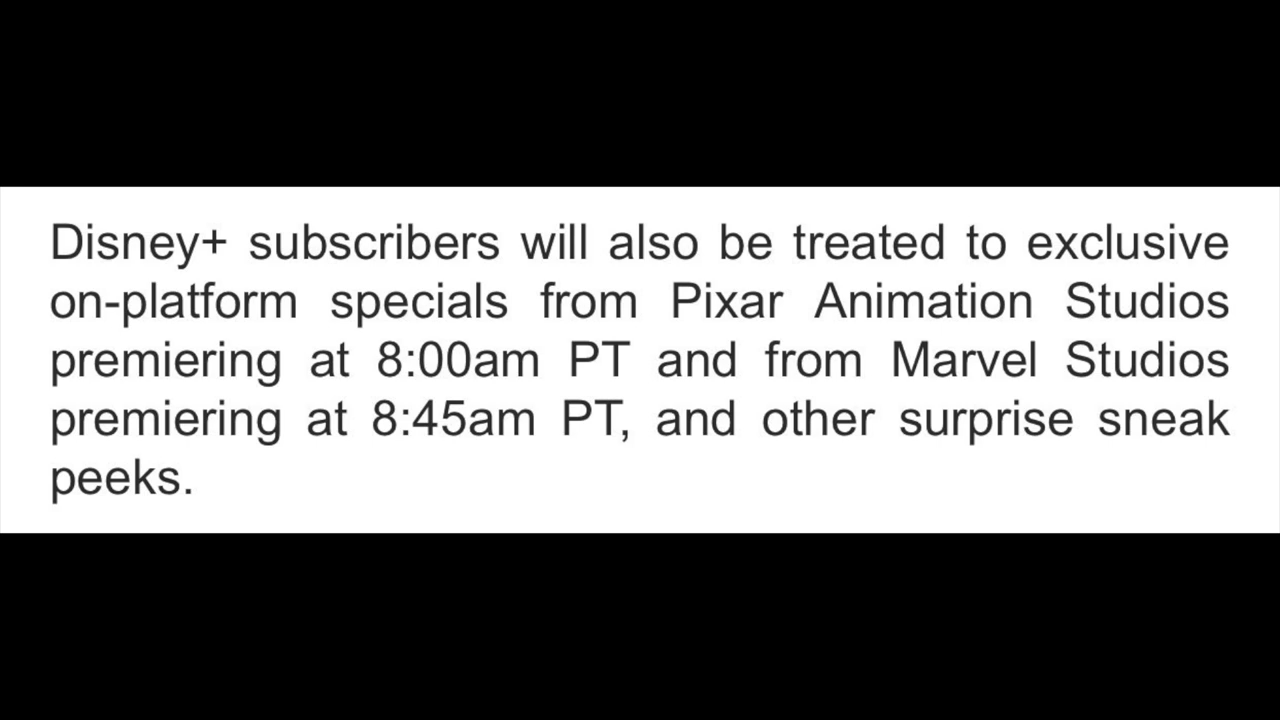 Disney+ subscribers will also be treated to exclusive
on-platform specials from Pixar Animation Studios
premiering at 8:00am PT and from Marvel Studios
premiering at 8:45am PT, and other surprise sneak
peeks.